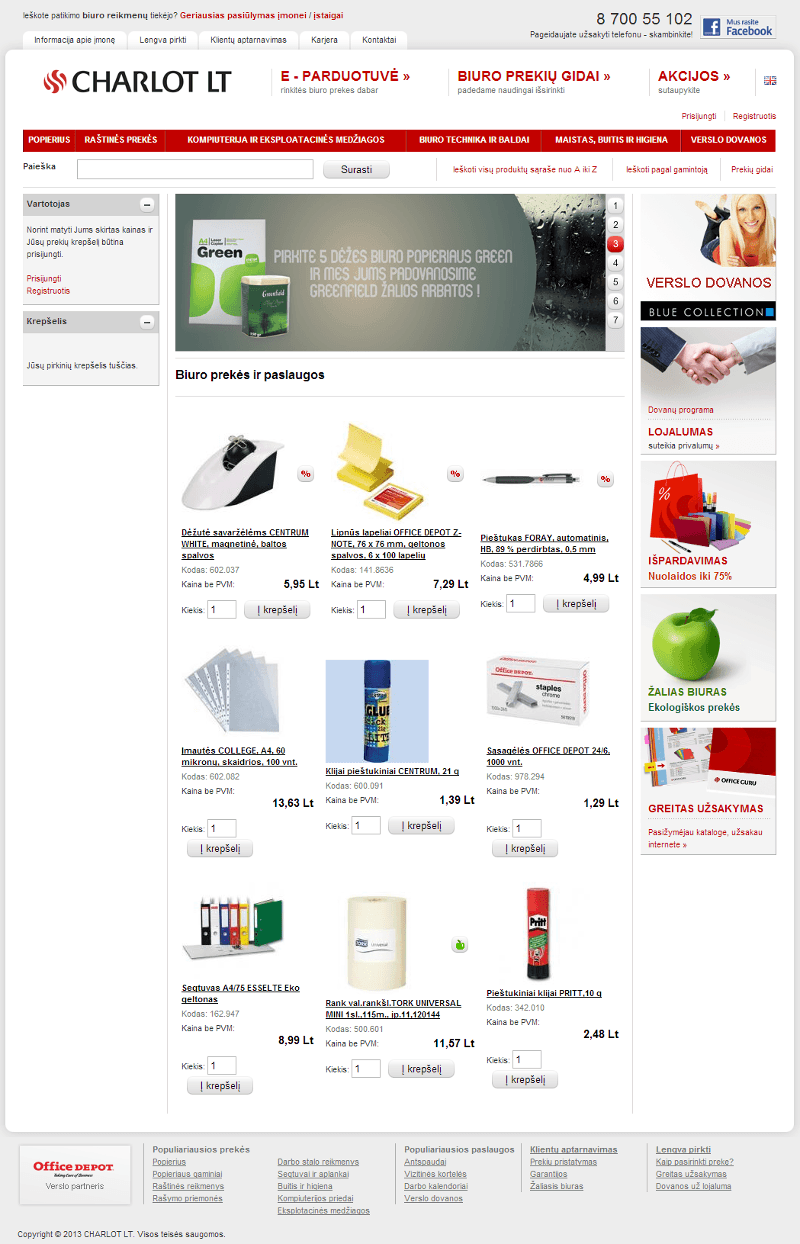 Ieškote patikimo biuro reikmenų tiekėjo? Geriausias pasiūlymas įmonei / įstaigai
8 700 55 102
Pageidaujate užsakyti telefonu - skambinkite!
Mus rasite
Facebook
Informacija apie įmonę
Lengva pirkti
Klientų aptarnavimas
Karjera
Kontaktai
CHARLOT LT
E - PARDUOTUVĖ »
rinkitės biuro prekes dabar
BIURO PREKIŲ GIDAI »
padedame naudingai išsirinkti
AKCIJOS »
sutaupykite
Prisijungti
Registruotis
POPIERIUS
RAŠTINĖS PREKĖS
KOMPIUTERIJA IR EKSPLOATACINĖS MEDŽIAGOS
BIURO TECHNIKA IR BALDAI
MAISTAS, BUITIS IR HIGIENA
VERSLO DOVANOS
Paieška
Surasti
Ieškoti visų produktų sąraše nuo A iki Z
Ieškoti pagal gamintoją
Prekių gidai
Vartotojas
Norint matyti Jums skirtas kainas ir
Jūsų prekių krepšelį būtina
prisijungti.
Prisijungti
Registruotis
Krepšelis
Jūsų pirkinių krepšelis tuščias.
A4
Green
Greenfield
PIRKITE 5 DĖŽES BIURO POPIERIAUS GREEN
IR MES JUMS PADOVANOSIME
GREENFIELD ŽALIOS ARBATOS !
1
2
3
4
5
6
7
Biuro prekės ir paslaugos
%
%
%
Dėžutė sąvaržėlėms CENTRUM
WHITE, magnetinė, baltos
spalvos
Kodas: 602.037
Kaina be PVM:
5,95 Lt
Kiekis: 1
Į krepšelį
Lipnūs lapeliai OFFICE DEPOT Z-
NOTE, 76 x 76 mm, geltonos
spalvos, 6 x 100 lapelių
Kodas: 141.8636
Kaina be PVM:
7,29 Lt
Kiekis: 1
Į krepšelį
Pieštukas FORAY, automatinis,
HB, 89 % perdirbtas, 0,5 mm
Kodas: 531.7866
Kaina be PVM:
4,99 Lt
Kiekis: 1
Į krepšelį
GLUE
Stick
Office DEPOT
staples
chrome
Įmautės COLLEGE, A4, 60
mikronų, skaidrios, 100 vnt.
Kodas: 602.082
Kaina be PVM:
13,63 Lt
Kiekis: 1
Į krepšelį
Klijai pieštukiniai CENTRUM, 21 g
Kodas: 600.091
Kaina be PVM:
1,39 Lt
Kiekis: 1
Į krepšelį
Sąsagėlės OFFICE DEPOT 24/6,
1000 vnt.
Kodas: 978.294
Kaina be PVM:
1,29 Lt
Kiekis: 1
Į krepšelį
TORK universal
Pritt
Segtuvas A4/75 ESSELTE Eko
geltonas
Kodas: 162.947
Kaina be PVM:
8,99 Lt
Kiekis: 1
Į krepšelį
Rank val.rankšl.TORK UNIVERSAL
MINI 1sl.,115m., įp.11,120144
Kodas: 500.601
Kaina be PVM:
11,57 Lt
Kiekis: 1
Į krepšelį
Pieštukiniai klijai PRITT,10 g
Kodas: 342.010
Kaina be PVM:
2,48 Lt
Kiekis: 1
Į krepšelį
VERSLO DOVANOS
BLUE COLLECTION
Dovanų programa
LOJALUMAS
suteikia privalumų »
%
IŠPARDAVIMAS
Nuolaidos iki 75%
ŽALIAS BIURAS
Ekologiškos prekės
OFFICE GURU
GREITAS UŽSAKYMAS
Pasižymėjau kataloge, užsakau
internete »
Office DEPOT
Taking Care of Business
Verslo partneris
Populiariausios prekės
Popierius
Popieriaus gaminiai
Raštinės reikmenys
Rašymo priemonės
Darbo stalo reikmenys
Segtuvai ir aplankai
Buitis ir higiena
Kompiuterijos priedai
Eksplotacinės medžiagos
Populiariausios paslaugos
Antspaudai
Vizitinės kortelės
Darbo kalendoriai
Verslo dovanos
Klientų aptarnavimas
Prekių pristatymas
Garantijos
Žaliasis biuras
Lengva pirkti
Kaip pasirinkti prekę?
Greitas užsakymas
Dovanos už lojalumą
Copyright © 2013 CHARLOT LT. Visos teisės saugomos.